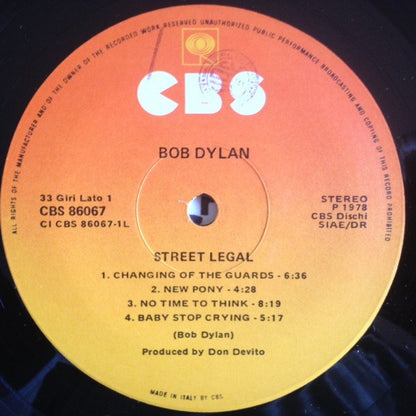 ALL RIGHTS OF THE MANUFACTURER AND OF THE OWNER OF THE RECORDED WORK RESERVED UNAUTHORIZED PUBLIC PERFORMANCE BROADCASTING AND COPYING OF THIS RECORD PROHIBITED
CBS
BOB DYLAN
33 Giri Lato 1
CBS 86067
CI CBS 86067-1L
STEREO
P 1978
CBS Dischi
SIAE/DR
STREET LEGAL
1. CHANGING OF THE GUARDS - 6:36
2. NEW PONY - 4:28
3. NO TIME TO THINK - 8:19
4. BABY STOP CRYING - 5:17
(Bob Dylan)
Produced by Don Devito
MADE IN ITALY BY CBS